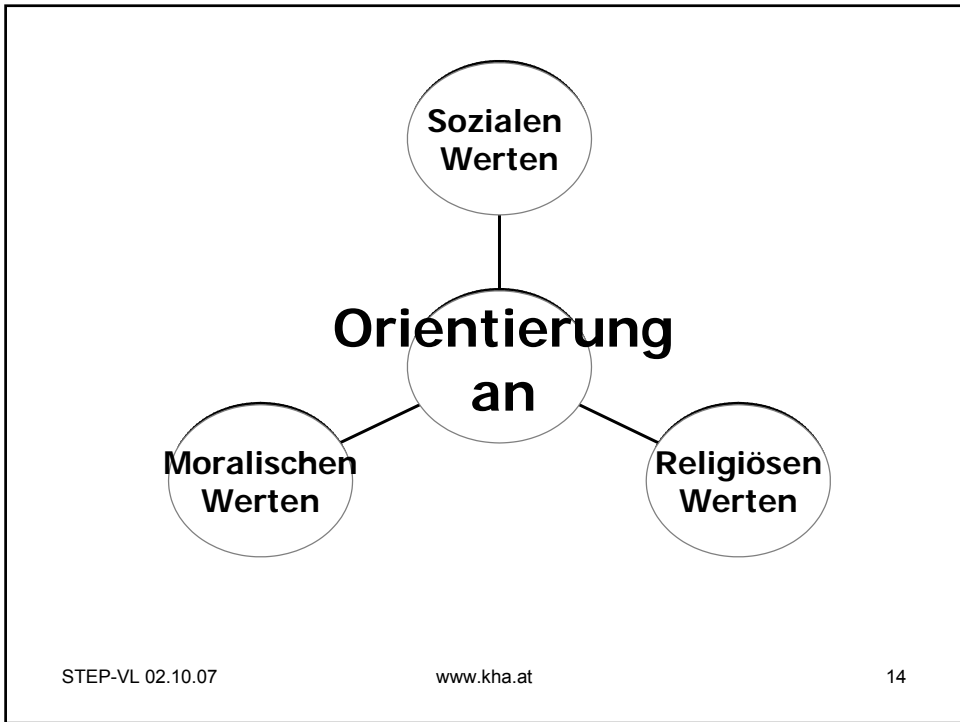 Sozialen
Werten
Orientierung
an
Moralischen
Werten
Religiösen
Werten
STEP-VL 02.10.07 www.kha.at 14